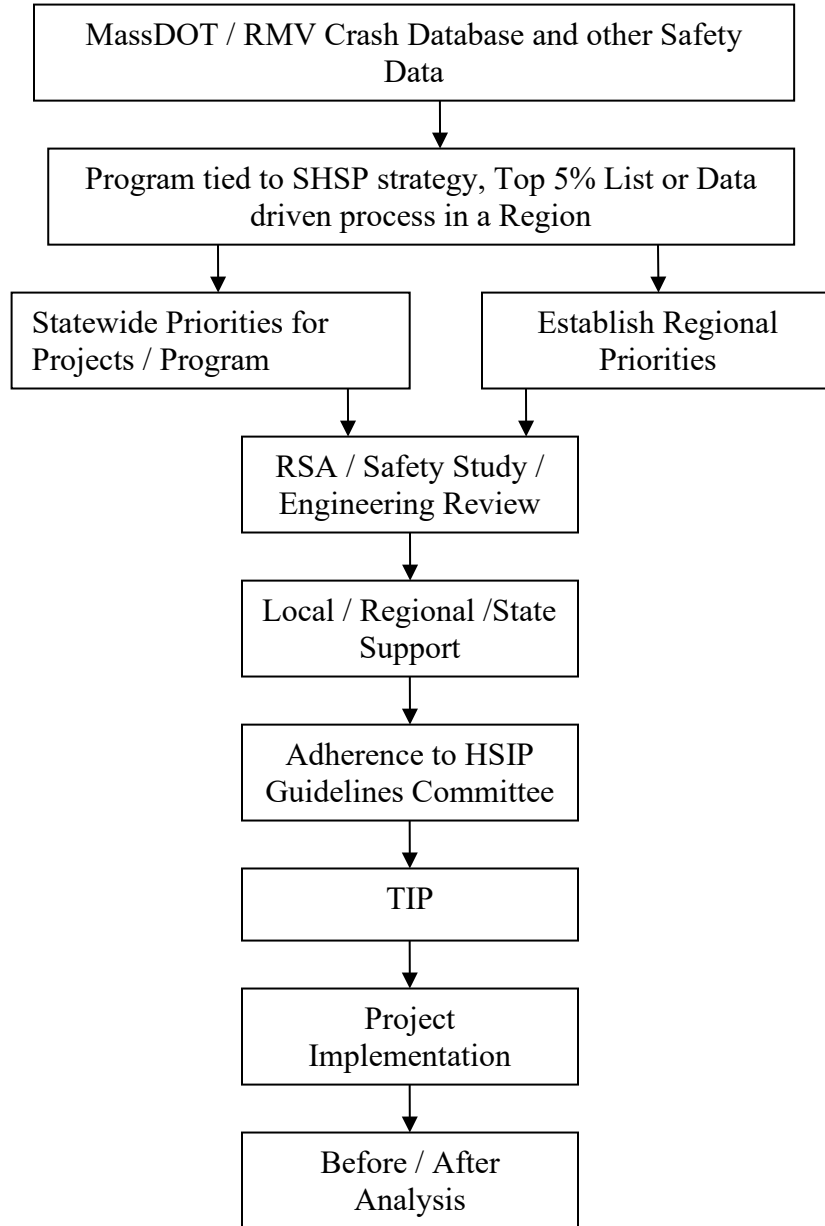 MassDOT / RMV Crash Database and other Safety
Data
Program tied to SHSP strategy, Top 5% List or Data
driven process in a Region
Statewide Priorities for
Projects / Program
Establish Regional
Priorities
RSA / Safety Study /
Engineering Review
Local / Regional /State
Support
Adherence to HSIP
Guidelines Committee
TIP
Project
Implementation
Before / After
Analysis